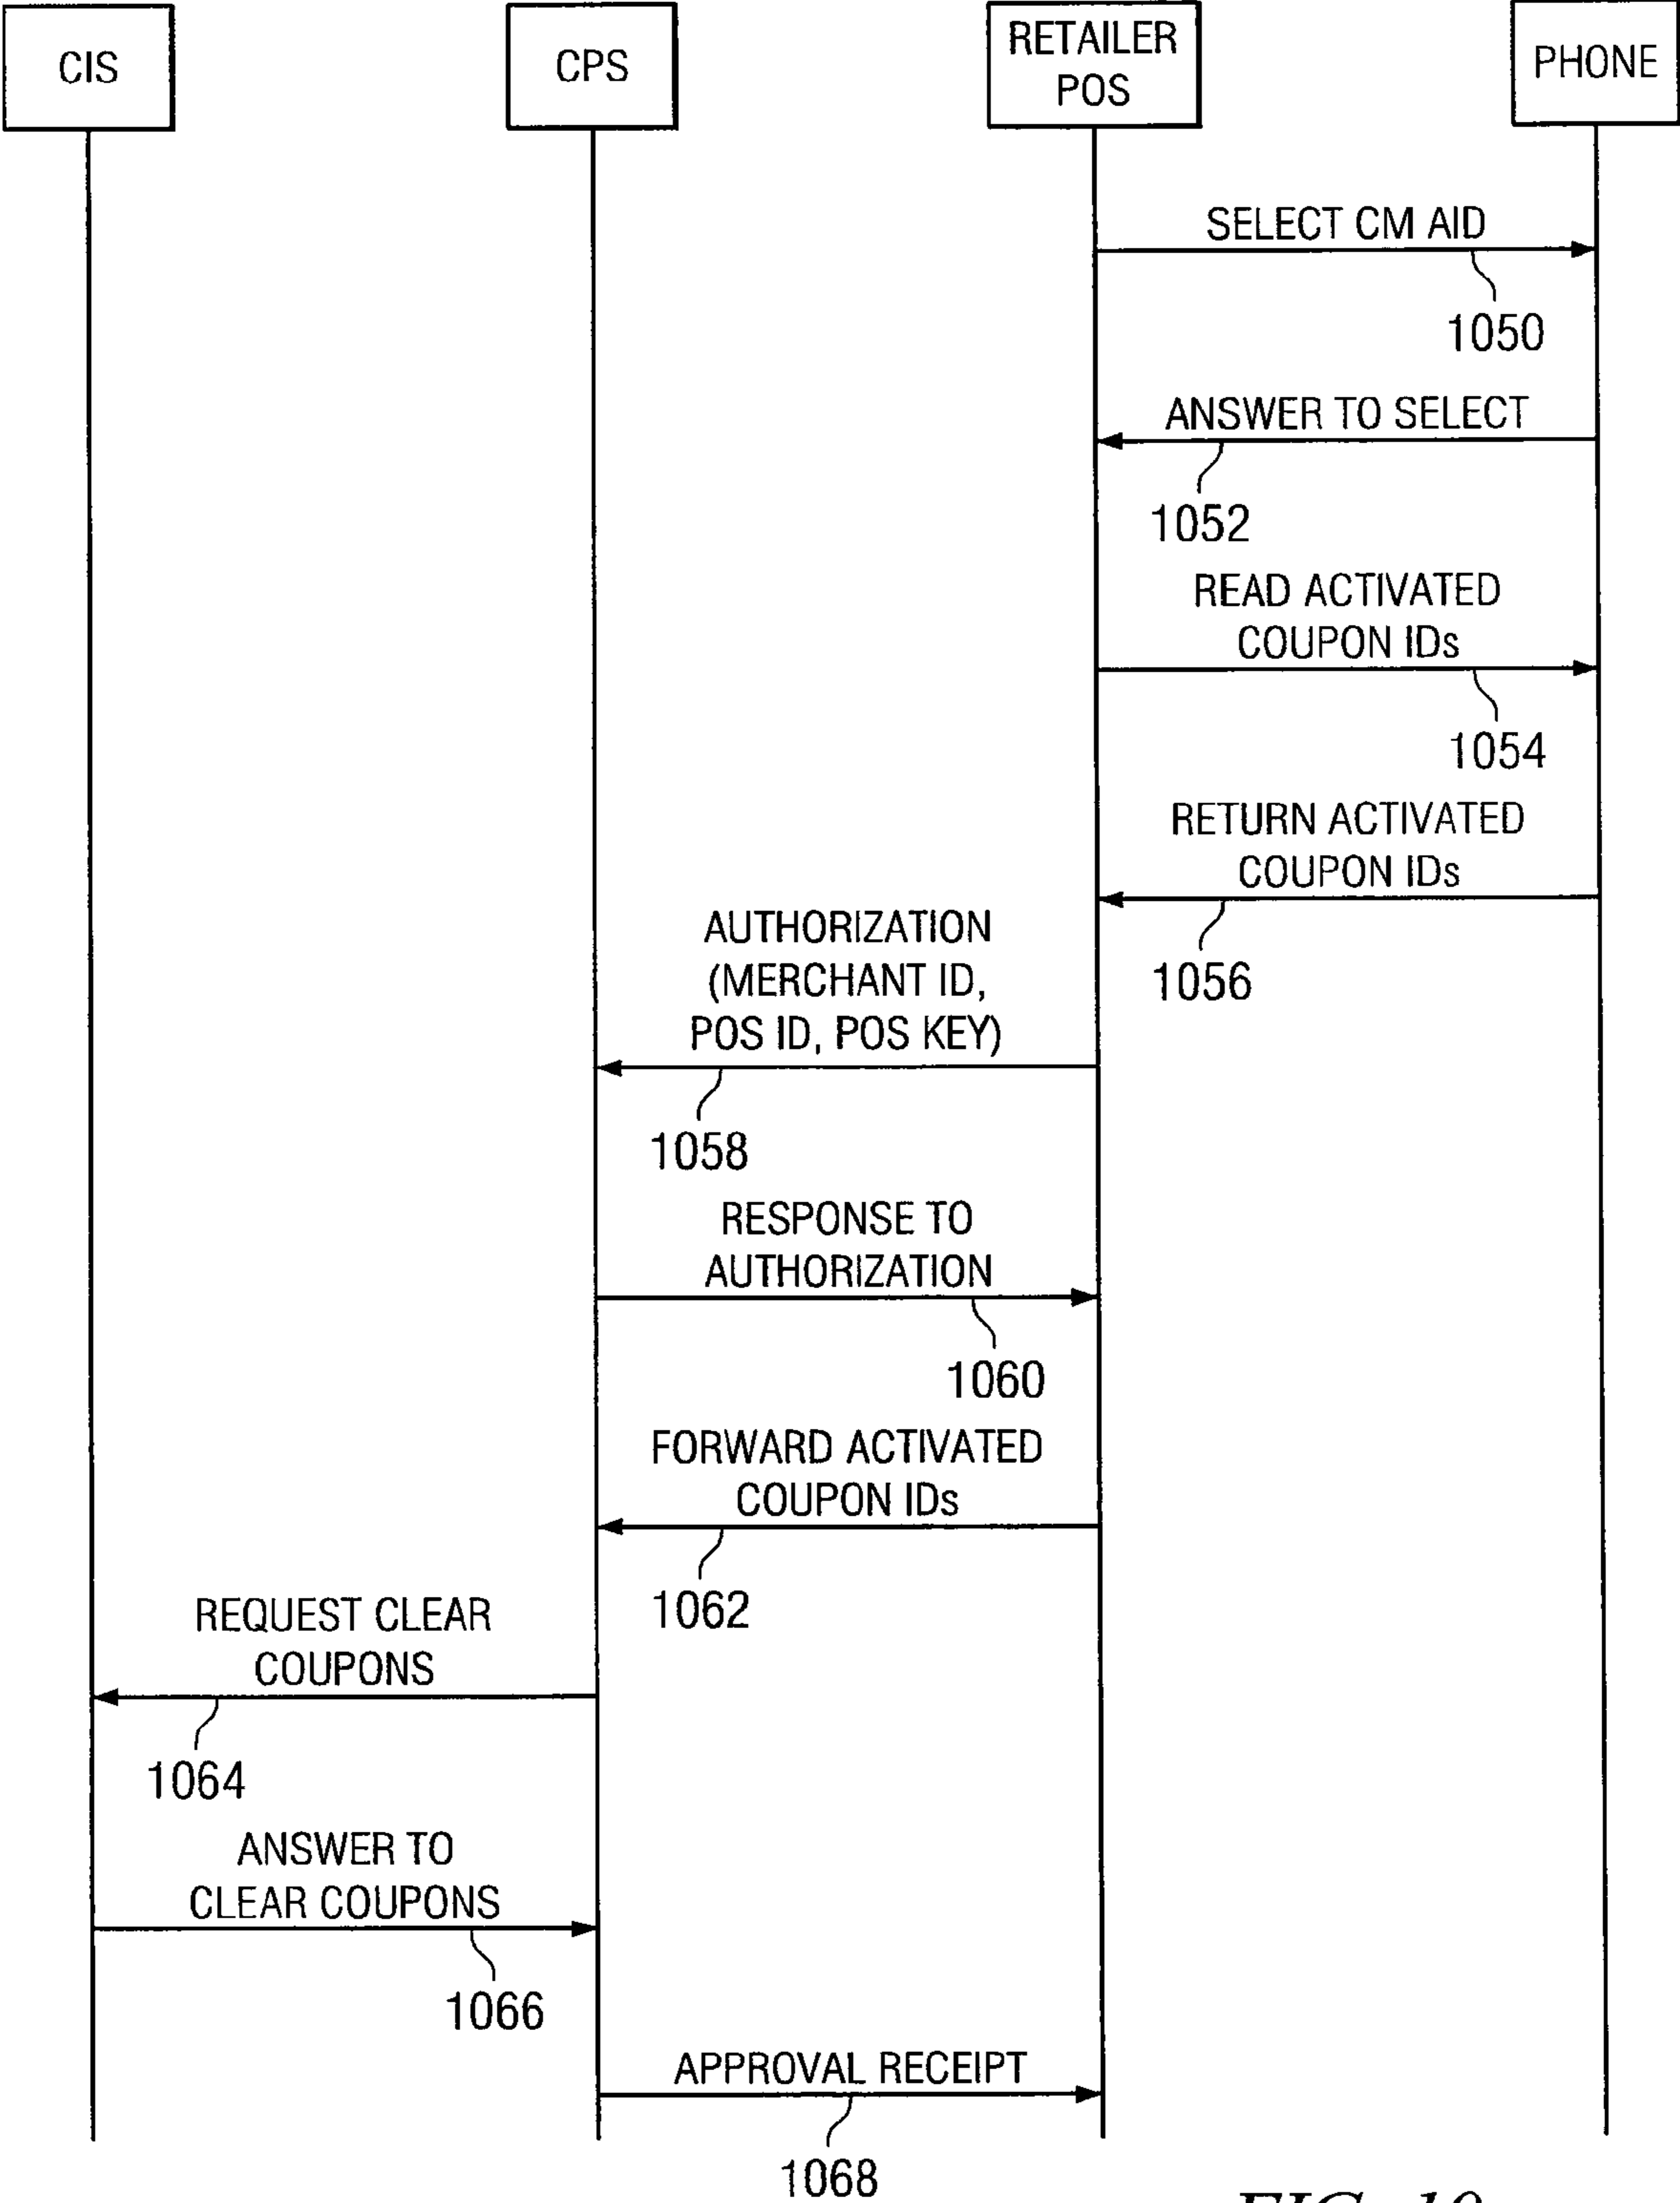 CIS
CPS
RETAILER
POS
PHONE
SELECT CM AID
1050
ANSWER TO SELECT
1052
READ ACTIVATED
COUPON IDs
1054
RETURN ACTIVATED
COUPON IDs
1056
AUTHORIZATION
(MERCHANT ID,
POS ID, POS KEY)
1058
RESPONSE TO
AUTHORIZATION
1060
FORWARD ACTIVATED
COUPON IDs
1062
REQUEST CLEAR
COUPONS
1064
ANSWER TO
CLEAR COUPONS
1066
APPROVAL RECEIPT
1068